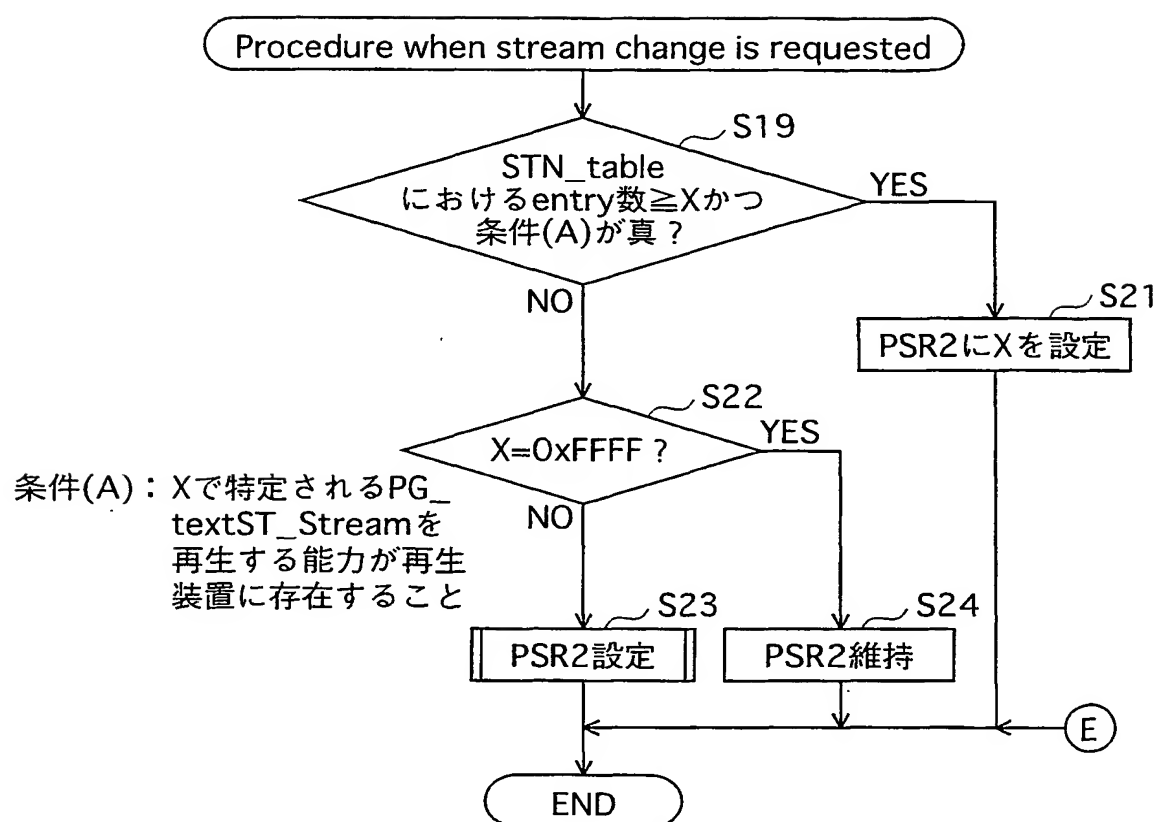 Procedure when stream change is requested
S19
STN_table
におけるentry数≧Xかつ
条件(A)が真？
YES
NO
S21
PSR2にXを設定
S22
X=0xFFFF？
YES
NO
条件(A)：Xで特定されるPG_
textST_Streamを
再生する能力が再生
装置に存在すること
S23
PSR2設定
S24
PSR2維持
E
END